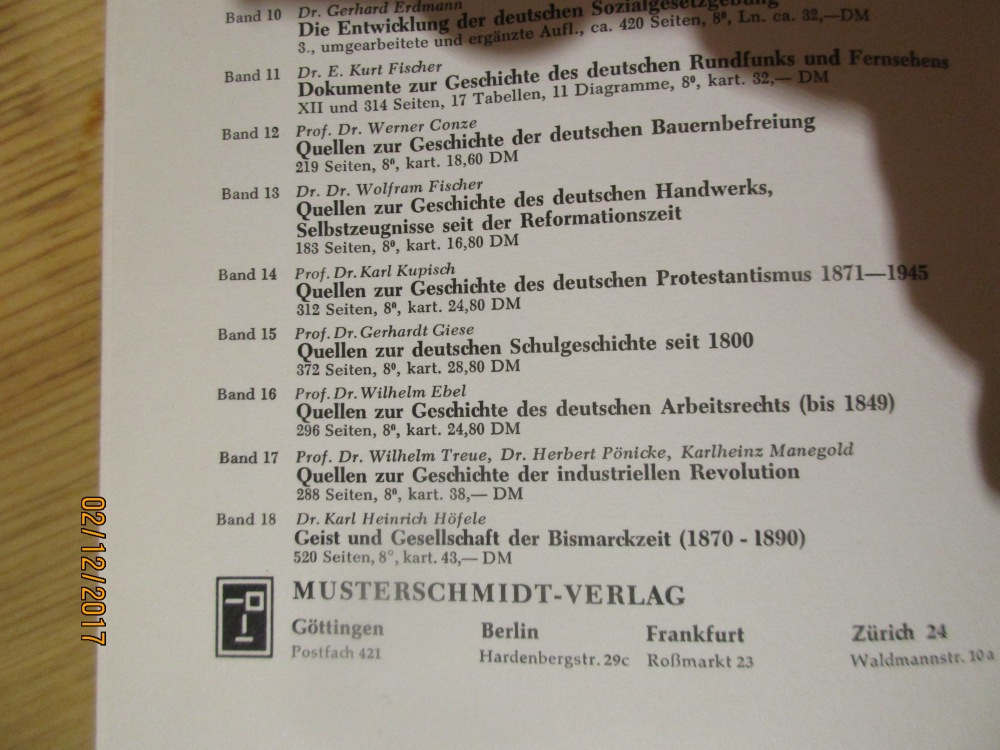 Band 10 Dr. Gerhard Erdmann
Die Entwicklung der deutschen Sozialgesetzgebung
3., umgearbeitete und ergänzte Aufl., ca. 420 Seiten, 8⁰, Ln. ca. 32,—DM
Band 11 Dr. E. Kurt Fischer
Dokumente zur Geschichte des deutschen Rundfunks und Fernsehens
XII und 314 Seiten, 17 Tabellen, 11 Diagramme, 8⁰, kart. 32,— DM
Band 12 Prof. Dr. Werner Conze
Quellen zur Geschichte der deutschen Bauernbefreiung
219 Seiten, 8⁰, kart. 18,60 DM
Band 13 Dr. Dr. Wolfram Fischer
Quellen zur Geschichte des deutschen Handwerks,
Selbstzeugnisse seit der Reformationszeit
183 Seiten, 8⁰, kart. 16,80 DM
Band 14 Prof. Dr. Karl Kupisch
Quellen zur Geschichte des deutschen Protestantismus 1871—1945
312 Seiten, 8⁰, kart. 24,80 DM
Band 15 Prof. Dr. Gerhardt Giese
Quellen zur deutschen Schulgeschichte seit 1800
372 Seiten, 8⁰, kart. 28,80 DM
Band 16 Prof. Dr. Wilhelm Ebel
Quellen zur Geschichte des deutschen Arbeitsrechts (bis 1849)
296 Seiten, 8⁰, kart. 24,80 DM
Band 17 Prof. Dr. Wilhelm Treue, Dr. Herbert Pönicke, Karlheinz Manegold
Quellen zur Geschichte der industriellen Revolution
288 Seiten, 8⁰, kart. 38,— DM
Band 18 Dr. Karl Heinrich Höfele
Geist und Gesellschaft der Bismarckzeit (1870 - 1890)
520 Seiten, 8°, kart. 43,— DM
MUSTERSCHMIDT-VERLAG
Göttingen Berlin Frankfurt Zürich 24
Postfach 421 Hardenbergstr. 29c Roßmarkt 23 Waldmannstr. 10a
02/12/2017